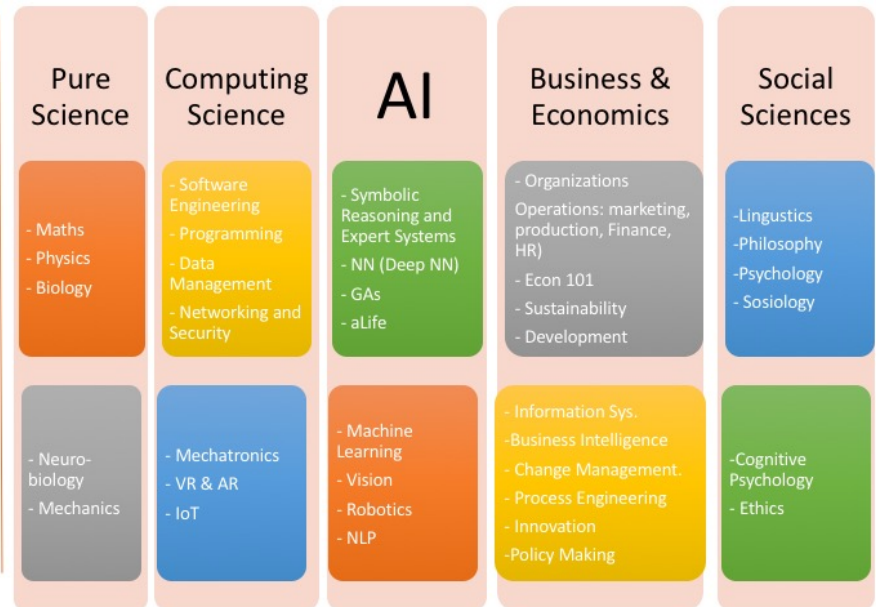 Pure
Science
- Maths
- Physics
- Biology
- Neuro-
biology
- Mechanics
Computing
Science
- Software
Engineering
- Programming
- Data
Management
- Networking and
Security
- Mechatronics
- VR & AR
- IoT
AI
- Symbolic
Reasoning and
Expert Systems
- NN (Deep NN)
- GAs
- aLife
- Machine
Learning
- Vision
- Robotics
- NLP
Business &
Economics
- Organizations
Operations: marketing,
production, Finance,
HR)
- Econ 101
- Sustainability
- Development
- Information Sys.
-Business Intelligence
- Change Management.
- Process Engineering
- Innovation
-Policy Making
Social
Sciences
-Lingustics
-Philosophy
-Psychology
- Sosiology
-Cognitive
Psychology
- Ethics